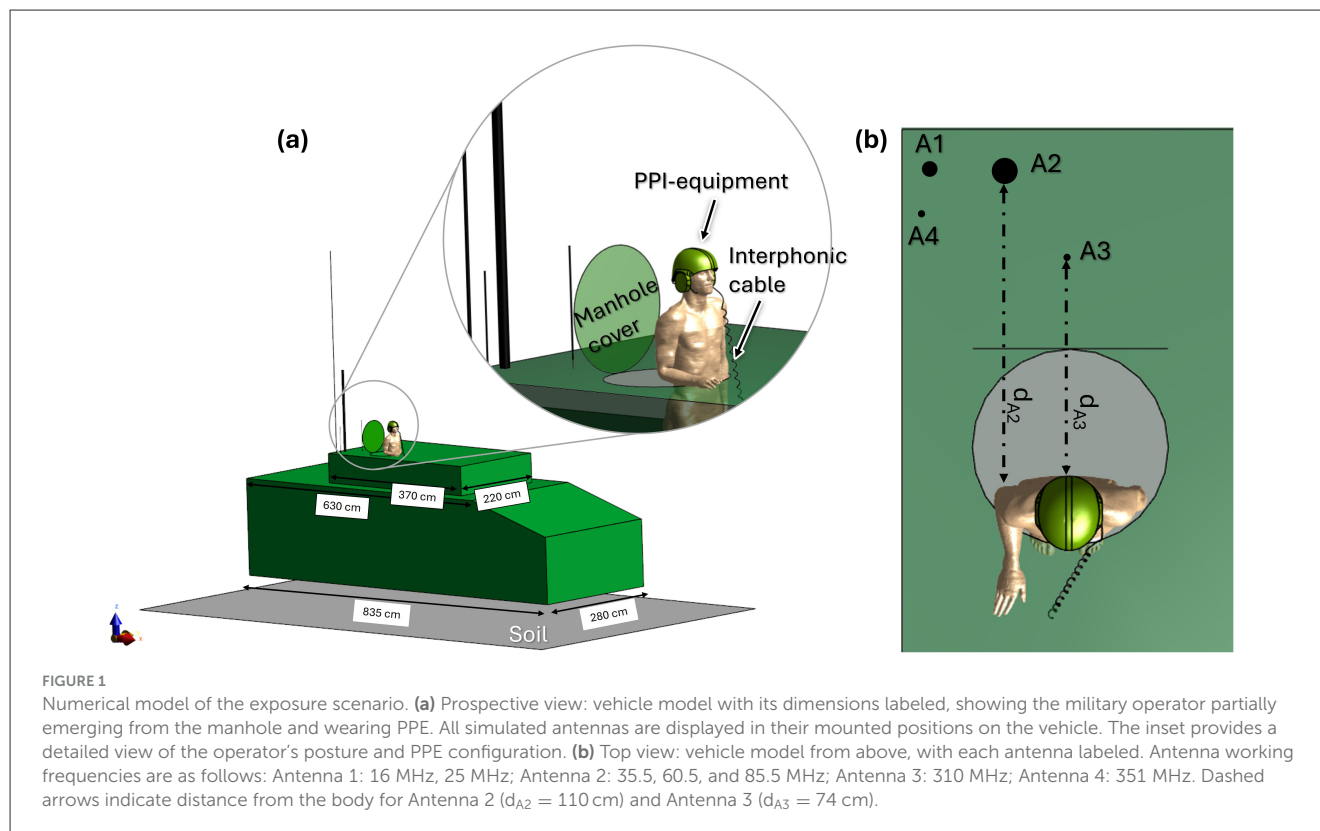 (a)
PPI-equipment
Interphonic
cable
Manhole
cover
370 cm
220 cm
630 cm
835 cm
280 cm
Soil
z
x
(b)
A1
A2
A4
A3
dA2
dA3
FIGURE 1
Numerical model of the exposure scenario. (a) Prospective view: vehicle model with its dimensions labeled, showing the military operator partially
emerging from the manhole and wearing PPE. All simulated antennas are displayed in their mounted positions on the vehicle. The inset provides a
detailed view of the operator's posture and PPE configuration. (b) Top view: vehicle model from above, with each antenna labeled. Antenna working
frequencies are as follows: Antenna 1: 16 MHz, 25 MHz; Antenna 2: 35.5, 60.5, and 85.5 MHz; Antenna 3: 310 MHz; Antenna 4: 351 MHz. Dashed
arrows indicate distance from the body for Antenna 2 (dA2 = 110 cm) and Antenna 3 (dA3 = 74 cm).